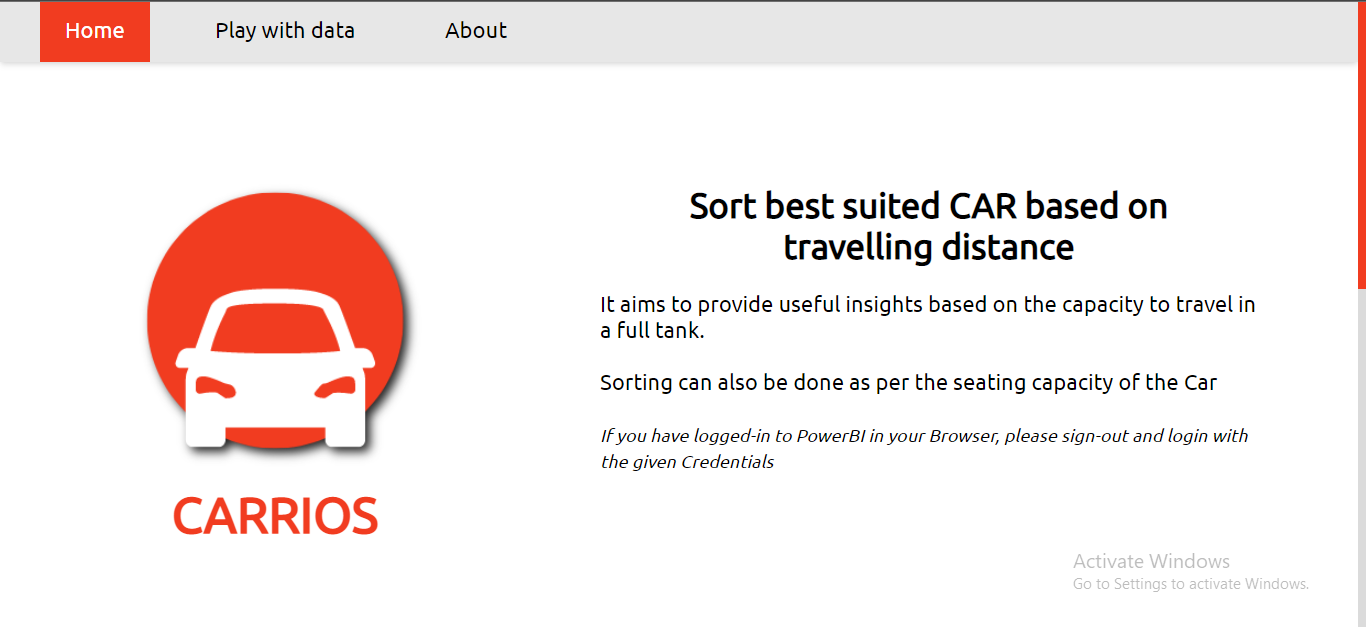 Home
Play with data
About
Sort best suited CAR based on
travelling distance
It aims to provide useful insights based on the capacity to travel in
a full tank.
Sorting can also be done as per the seating capacity of the Car
If you have logged-in to PowerBI in your Browser, please sign-out and login with
the given Credentials
CARRIOS
Activate Windows
Go to Settings to activate Windows.